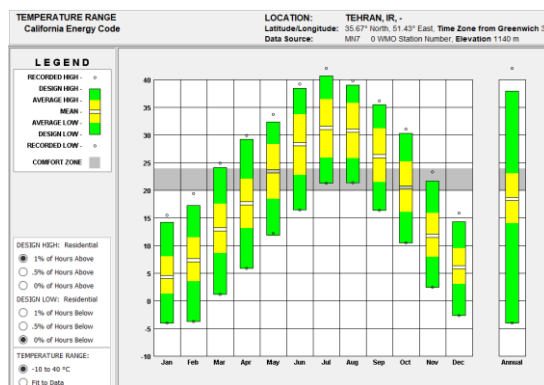 TEMPERATURE RANGE
California Energy Code
LOCATION: TEHRAN, IR, -
Latitude/Longitude: 35.67° North, 51.43° East, Time Zone from Greenwich 3
Data Source: MN7 0 WMO Station Number, Elevation 1140 m
LEGEND
RECORDED HIGH -
DESIGN HIGH -
AVERAGE HIGH -
MEAN -
AVERAGE LOW -
DESIGN LOW -
RECORDED LOW -
COMFORT ZONE
DESIGN HIGH: Residential
1% of Hours Above
.5% of Hours Above
0% of Hours Above
DESIGN LOW: Residential
1% of Hours Below
.5% of Hours Below
0% of Hours Below
TEMPERATURE RANGE:
-10 to 40 °C
Fit to Data
40
35
30
25
20
15
10
5
0
-5
-10
Jan Feb Mar Apr May Jun Jul Aug Sep Oct Nov Dec Annual